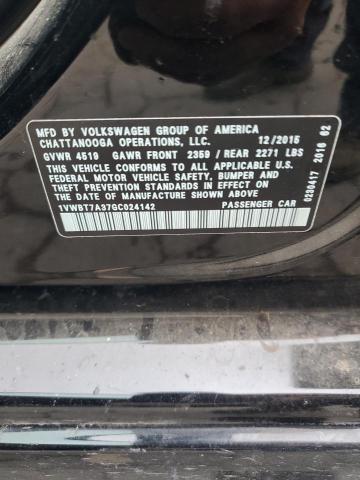 MFD BY VOLKSWAGEN GROUP OF AMERICA
CHATTANOOGA OPERATIONS, LLC. 12/2015
GVWR 4519 GAWR FRONT 2359 / REAR 2271 LBS
THIS VEHICLE CONFORMS TO ALL APPLICABLE U.S.
FEDERAL MOTOR VEHICLE SAFETY, BUMPER AND
THEFT PREVENTION STANDARDS IN EFFECT ON
THE DATE OF MANUFACTURE SHOWN ABOVE.
1VWBT7A37GC024142 PASSENGER CAR
0230417 2016 02